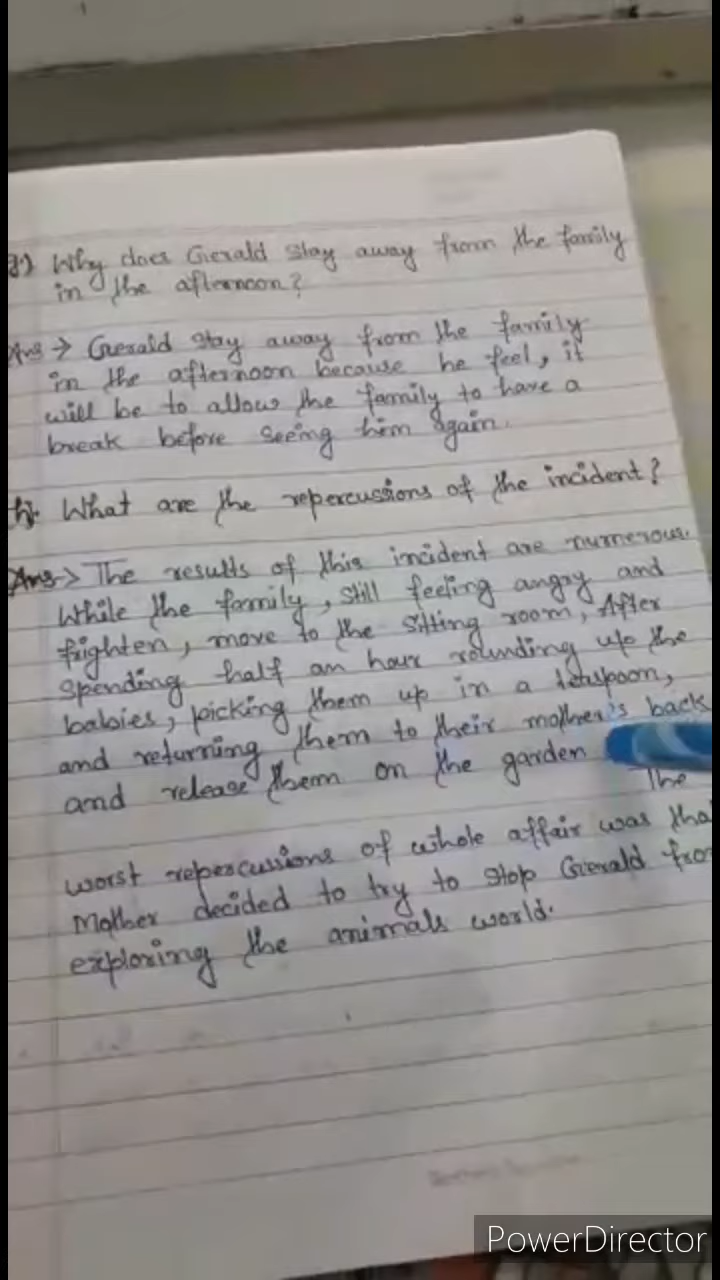 g) Why does Gerald stay away from the family
in the afternoon?
Ans → Gerald stay away from the family
in the afternoon because he feel, it
will be to allow the family to have a
break before seeing him again.
h). What are the repercussions of the incident?
Ans → The results of this incident are numerous.
While the family, still feeling angry and
frighten, move to the sitting room, After
spending half an hour rounding up the
babies, picking them up in a teaspoon,
and returning them to their mother's back
and release them on the garden
The
worst repercussions of whole affair was tha
Mother decided to try to stop Gerald fro
exploring the animals world.
PowerDirector